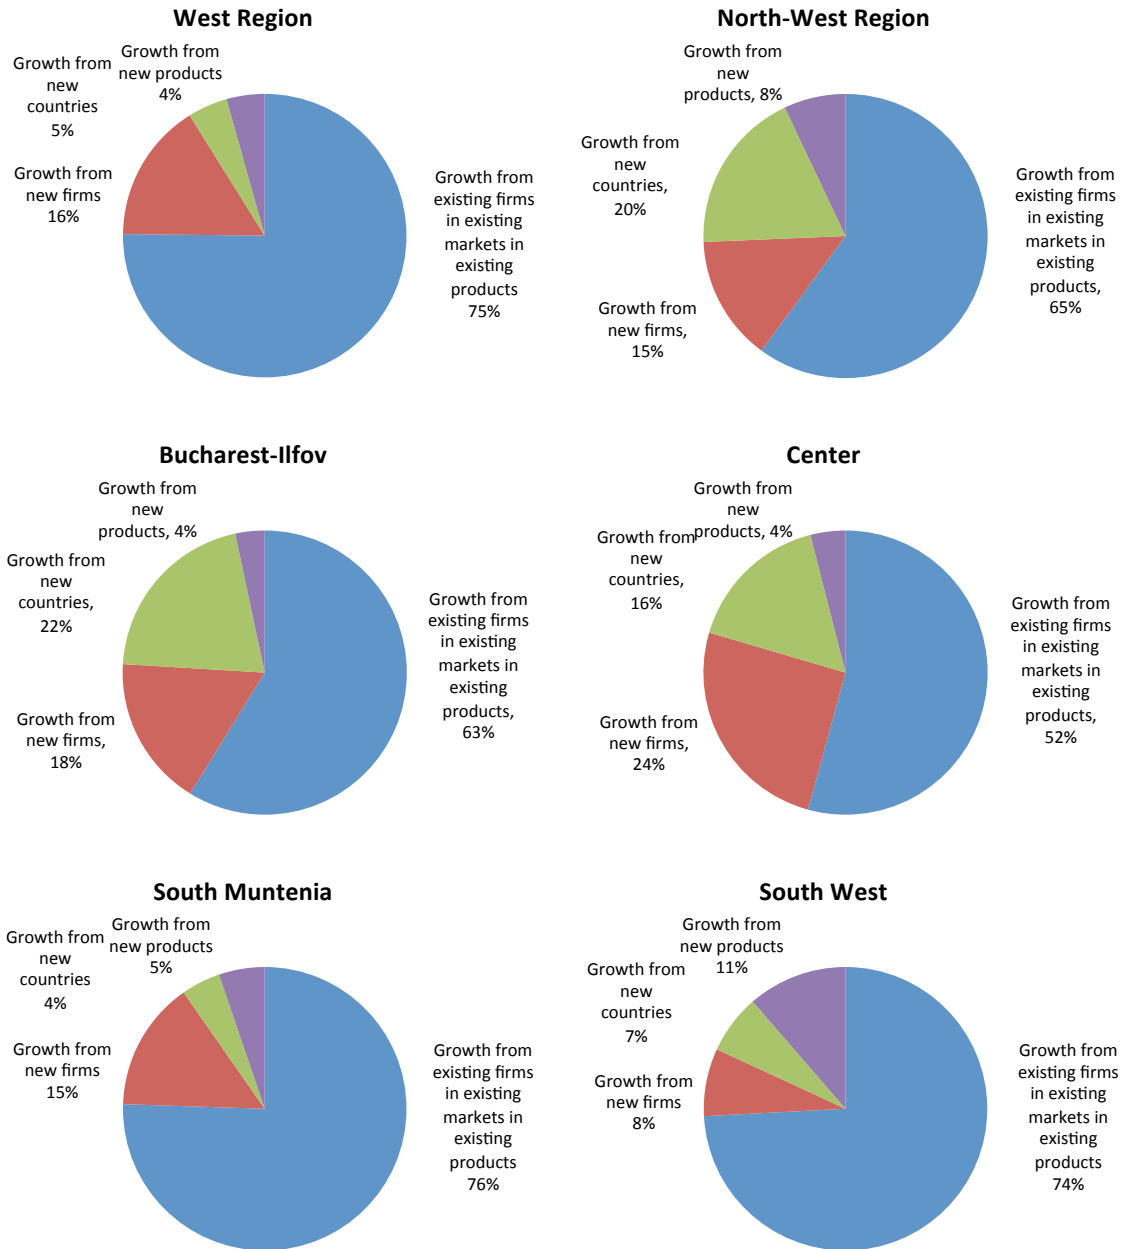 West Region
Growth from
new products
4%
Growth from
new
countries
5%
Growth from
new firms
16%
Growth from
existing firms
in existing
markets in
existing
products
75%
North-West Region
Growth from
new
products, 8%
Growth from
new
countries,
20%
Growth from
new firms,
15%
Growth from
existing firms
in existing
markets in
existing
products,
65%
Bucharest-Ilfov
Growth from
new
products, 4%
Growth from
new
countries,
22%
Growth from
new firms,
18%
Growth from
existing firms
in existing
markets in
existing
products,
63%
Center
Growth from
new
products, 4%
Growth from
new
countries,
16%
Growth from
new firms,
24%
Growth from
existing firms
in existing
markets in
existing
products,
52%
South Muntenia
Growth from
new products
5%
Growth from
new
countries
4%
Growth from
new firms
15%
Growth from
existing firms
in existing
markets in
existing
products
76%
South West
Growth from
new products
11%
Growth from
new
countries
7%
Growth from
new firms
8%
Growth from
existing firms
in existing
markets in
existing
products
74%